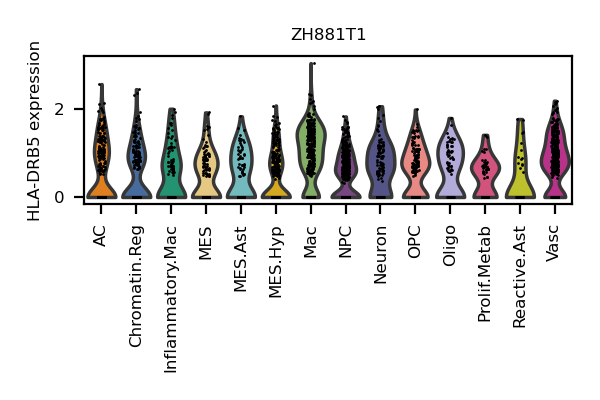 ZH881T1
HLA-DRB5 expression
2
0
AC
Chromatin.Reg
Inflammatory.Mac
MES
MES.Ast
MES.Hyp
Mac
NPC
Neuron
OPC
Oligo
Prolif.Metab
Reactive.Ast
Vasc